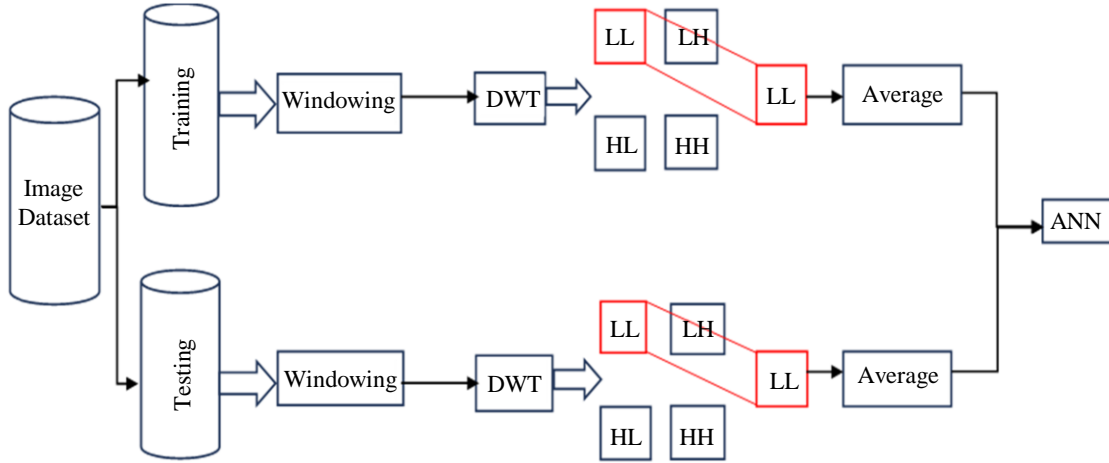 Image
Dataset
Training
Windowing
DWT
LL
LH
HL
HH
LL
Average
ANN
Testing
Windowing
DWT
LL
LH
HL
HH
LL
Average